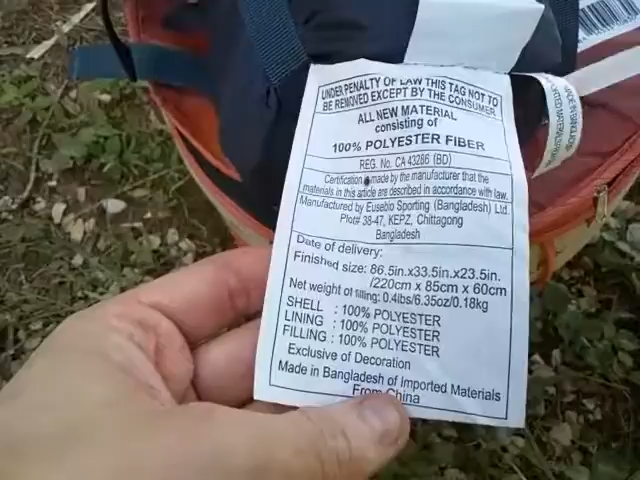 UNDER PENALTY OF LAW THIS TAG NOT TO
BE REMOVED EXCEPT BY THE CONSUMER
ALL NEW MATERIAL
consisting of
100% POLYESTER FIBER
REG. No. CA 43286 (BD)
Certification made by the manufacturer that the
materials in this article are described in accordance with law.
Manufactured by Eusebio Sporting (Bangladesh) Ltd.
Plot# 38-47, KEPZ, Chittagong
Bangladesh
Date of delivery:
Finished size: 86.5in.x33.5in.x23.5in.
/220cm x 85cm x 60cm
Net weight of filling: 0.4lbs/6.35oz/0.18kg
SHELL : 100% POLYESTER
LINING : 100% POLYESTER
FILLING : 100% POLYESTER
Exclusive of Decoration
Made in Bangladesh of Imported Materials
From China